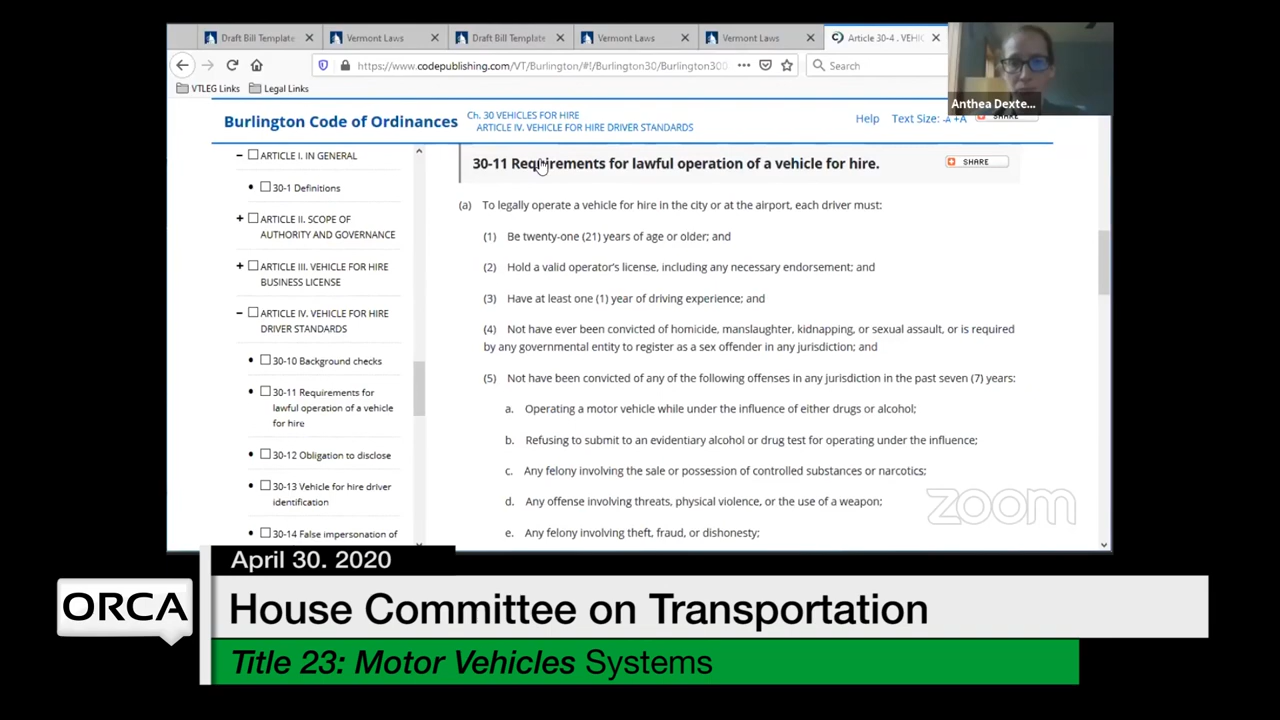 Draft Bill Template
Vermont Laws
Draft Bill Template
Vermont Laws
Vermont Laws
Article 30-4 . VEHIC
https://www.codepublishing.com/VT/Burlington/#!/Burlington30/Burlington300
Search
VTLEG Links
Legal Links
Anthea Dexte...
Burlington Code of Ordinances
Ch. 30 VEHICLES FOR HIRE
ARTICLE IV. VEHICLE FOR HIRE DRIVER STANDARDS
Help
Text Size: -A +A
SHARE
ARTICLE I. IN GENERAL
30-1 Definitions
ARTICLE II. SCOPE OF
AUTHORITY AND GOVERNANCE
ARTICLE III. VEHICLE FOR HIRE
BUSINESS LICENSE
ARTICLE IV. VEHICLE FOR HIRE
DRIVER STANDARDS
30-10 Background checks
30-11 Requirements for
lawful operation of a vehicle
for hire
30-12 Obligation to disclose
30-13 Vehicle for hire driver
identification
30-14 False impersonation of
30-11 Requirements for lawful operation of a vehicle for hire.
SHARE
(a) To legally operate a vehicle for hire in the city or at the airport, each driver must:
(1) Be twenty-one (21) years of age or older; and
(2) Hold a valid operator's license, including any necessary endorsement; and
(3) Have at least one (1) year of driving experience; and
(4) Not have ever been convicted of homicide, manslaughter, kidnapping, or sexual assault, or is required
by any governmental entity to register as a sex offender in any jurisdiction; and
(5) Not have been convicted of any of the following offenses in any jurisdiction in the past seven (7) years:
a. Operating a motor vehicle while under the influence of either drugs or alcohol;
b. Refusing to submit to an evidentiary alcohol or drug test for operating under the influence;
c. Any felony involving the sale or possession of controlled substances or narcotics;
d. Any offense involving threats, physical violence, or the use of a weapon;
e. Any felony involving theft, fraud, or dishonesty;
zoom
April 30. 2020
ORCA
House Committee on Transportation
Title 23: Motor Vehicles Systems